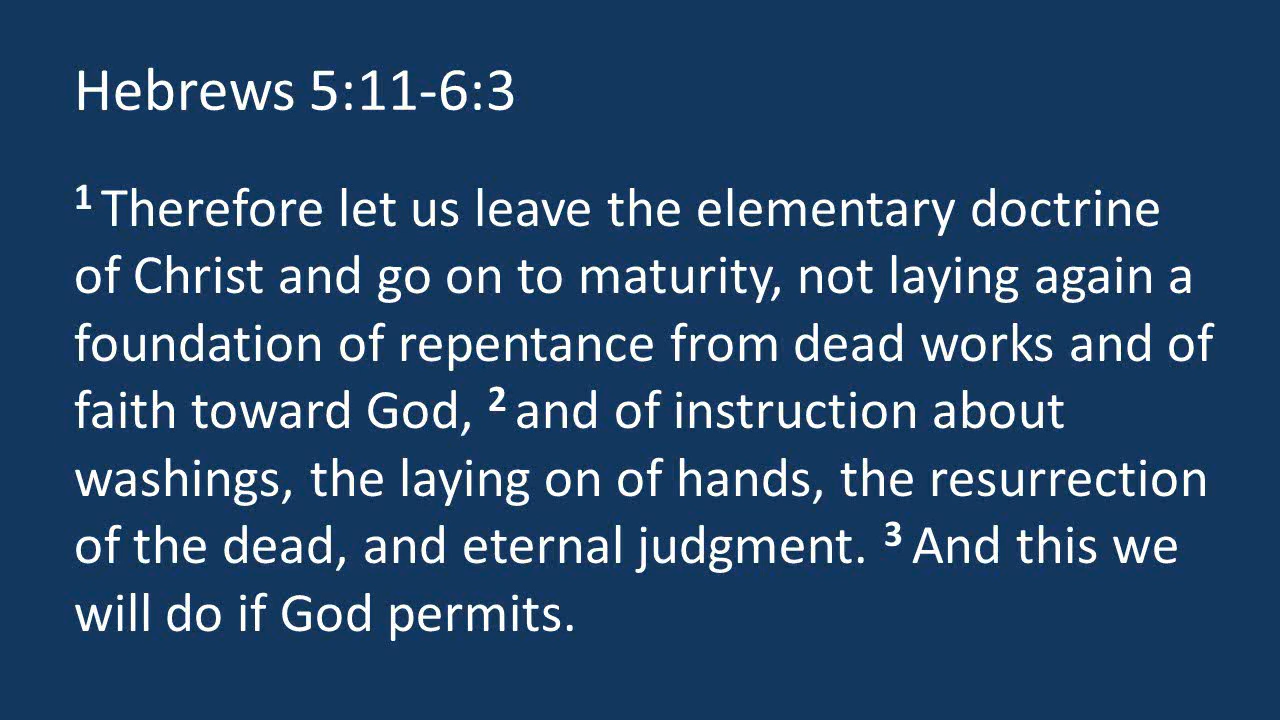 Hebrews 5:11-6:3
1 Therefore let us leave the elementary doctrine
of Christ and go on to maturity, not laying again a
foundation of repentance from dead works and of
faith toward God, 2 and of instruction about
washings, the laying on of hands, the resurrection
of the dead, and eternal judgment. 3 And this we
will do if God permits.